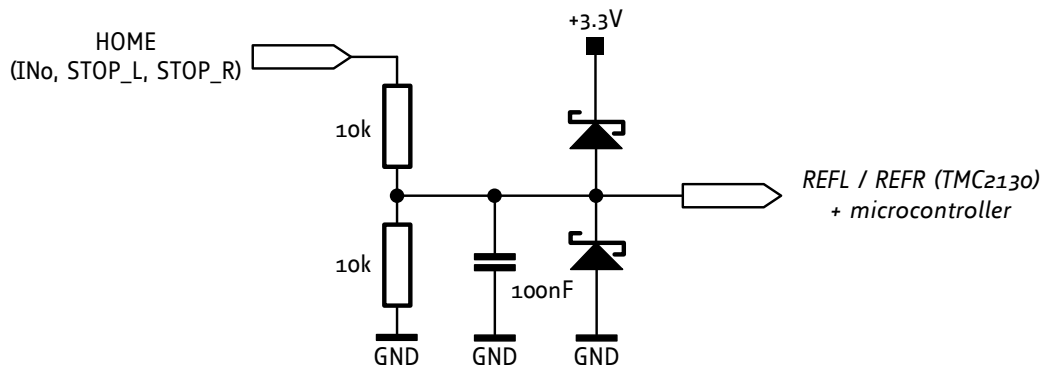 +3.3V
HOME
(IN0, STOP_L, STOP_R)
10k
REFL / REFR (TMC2130)
+ microcontroller
10k
100nF
GND
GND
GND